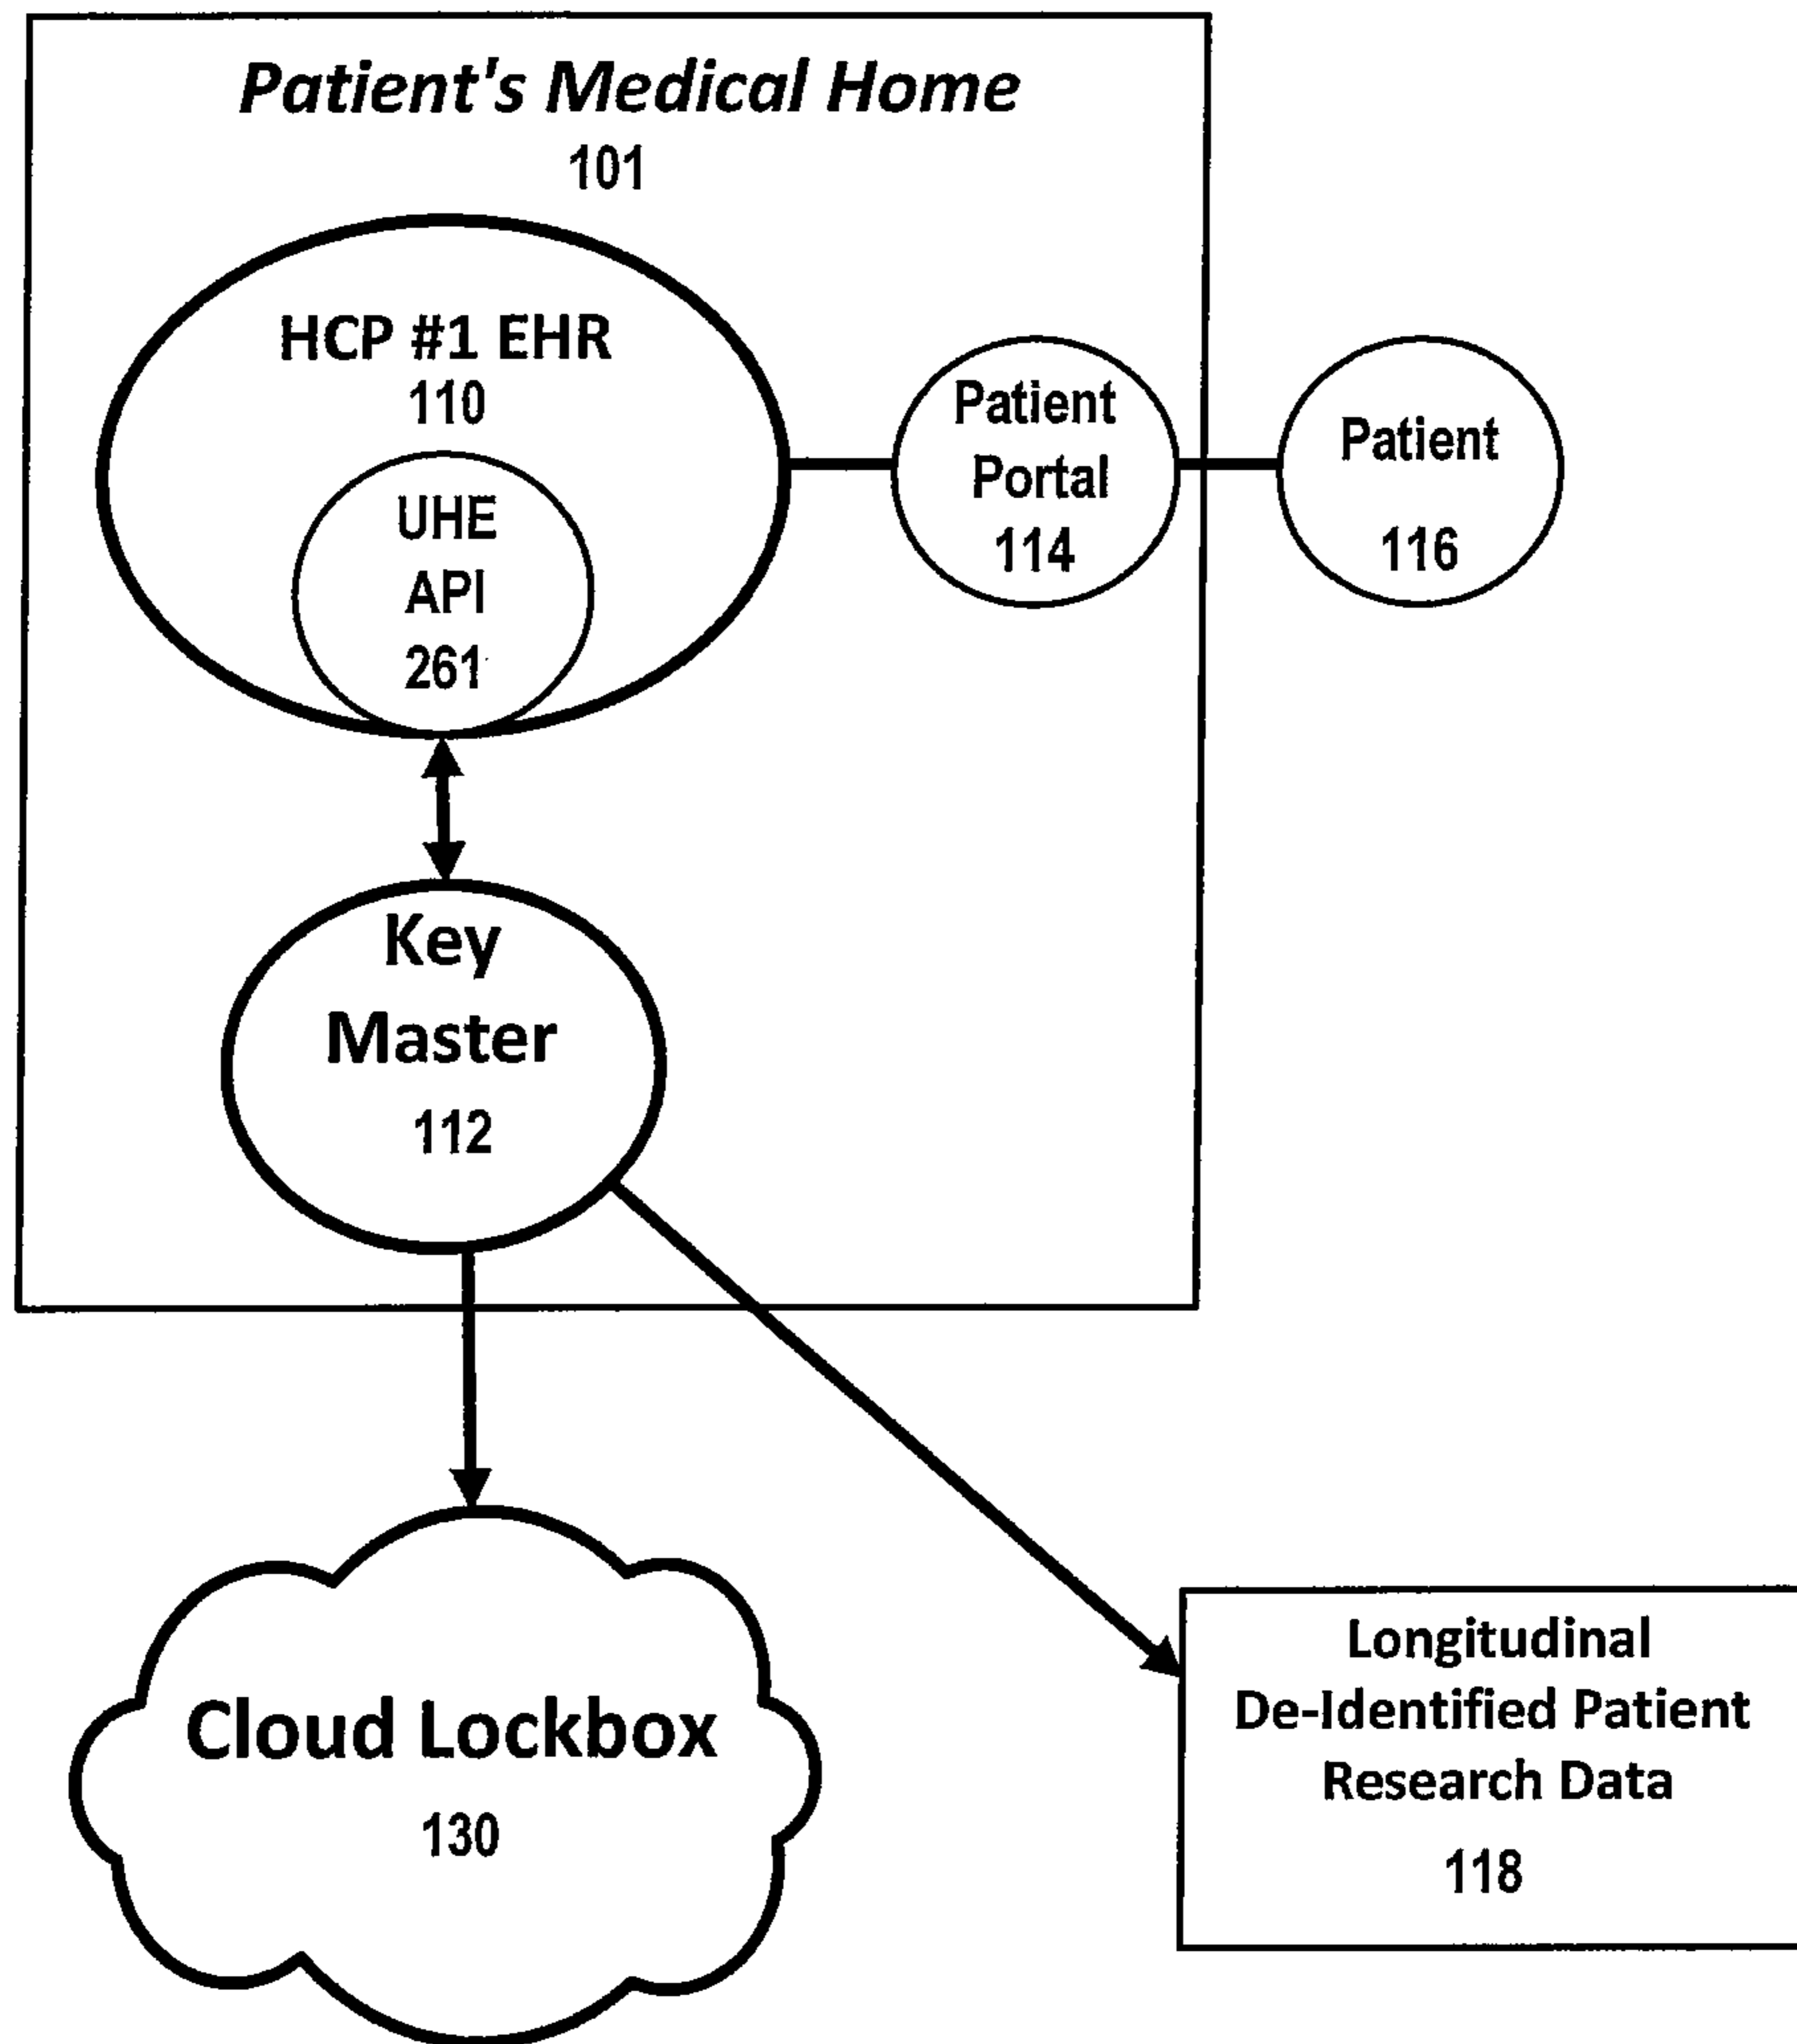 Patient's Medical Home
101
HCP #1 EHR
110
UHE
API
261
Patient
Portal
114
Patient
116
Key
Master
112
Cloud Lockbox
130
Longitudinal
De-Identified Patient
Research Data
118